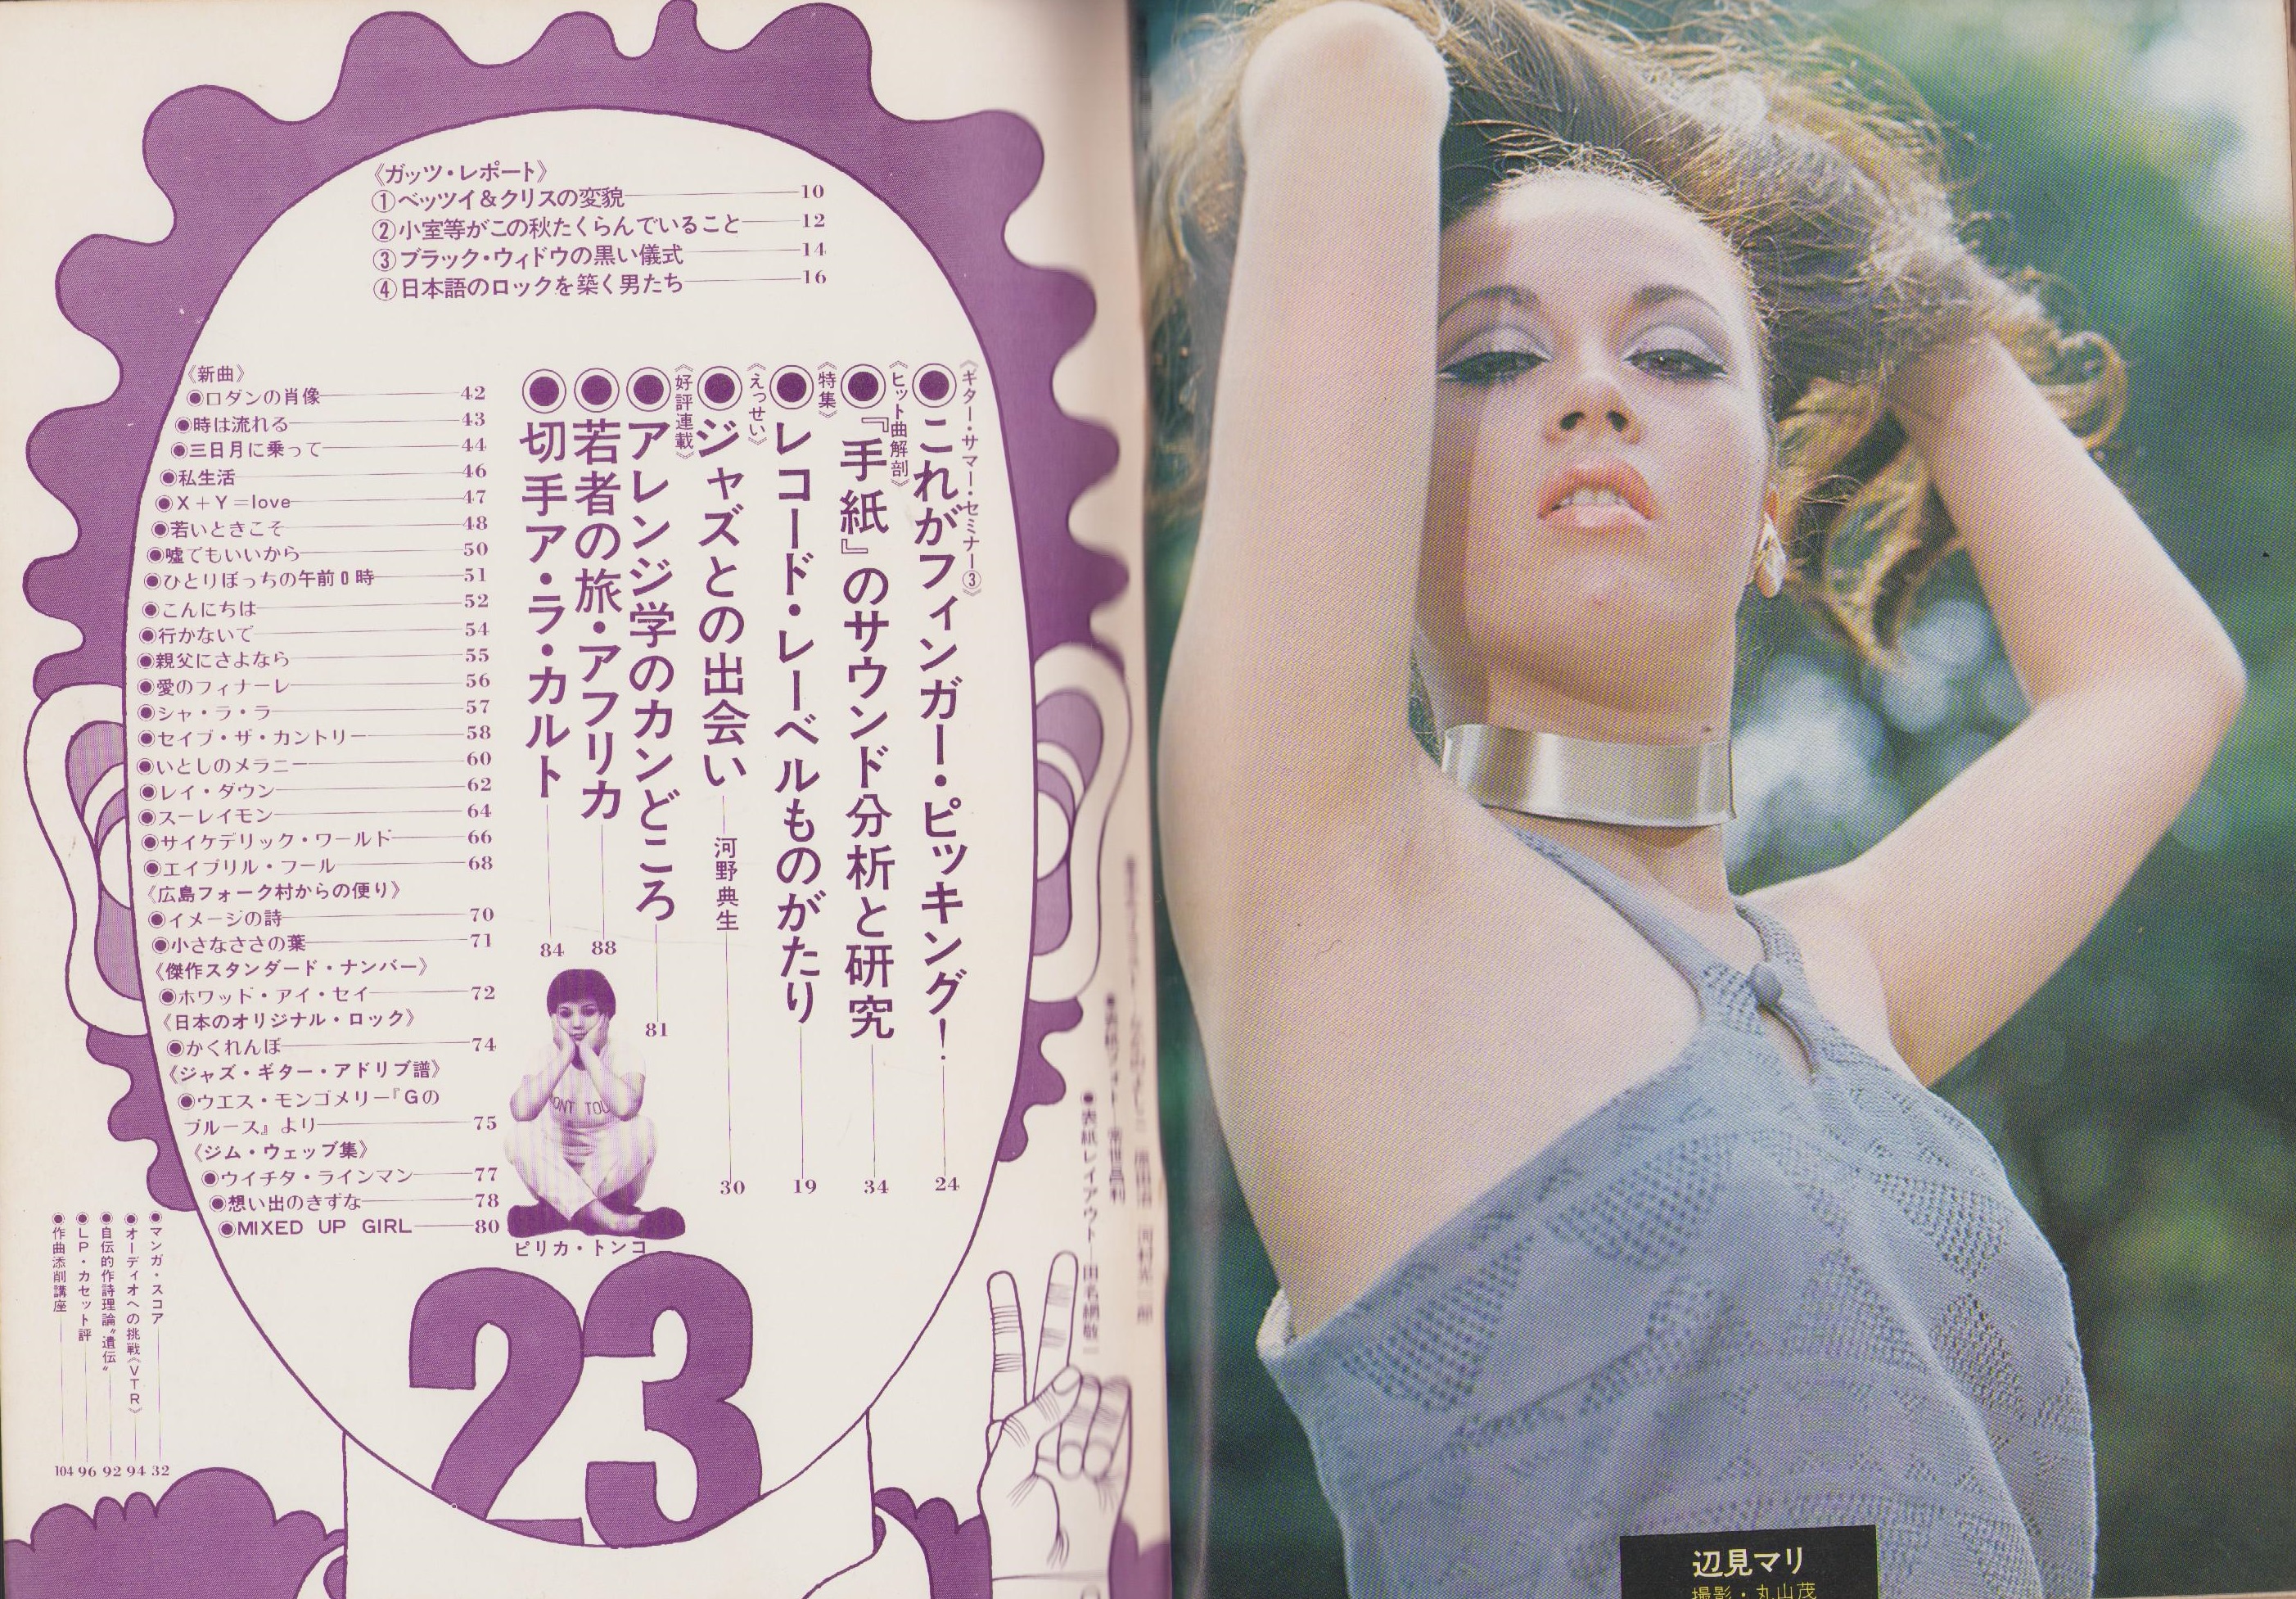 《ガッツ・レポート》
①ベッツイ＆クリスの変貌 10
②小室等がこの秋たくらんでいること 12
③ブラック・ウィドウの黒い儀式 14
④日本語のロックを築く男たち 16
《ギター・サマー・セミナー③》
◉これがフィンガー・ピッキング！ 24
《ヒット曲解剖》
◉『手紙』のサウンド分析と研究 34
《特集》
◉レコード・レーベルものがたり 19
《えっせい》
◉ジャズとの出会い 河野典生 30
《好評連載》
◉アレンジ学のカンどころ 81
◉若者の旅・アフリカ 88
◉切手ア・ラ・カルト 84
《新曲》
◉ロダンの肖像 42
◉時は流れる 43
◉三日月に乗って 44
◉私生活 46
◉X＋Y＝love 47
◉若いときこそ 48
◉嘘でもいいから 50
◉ひとりぼっちの午前0時 51
◉こんにちは 52
◉行かないで 54
◉親父にさよなら 55
◉愛のフィナーレ 56
◉シャ・ラ・ラ 57
◉セイブ・ザ・カントリー 58
◉いとしのメラニー 60
◉レイ・ダウン 62
◉スーレイモン 64
◉サイケデリック・ワールド 66
◉エイプリル・フール 68
《広島フォーク村からの便り》
◉イメージの詩 70
◉小さなささの葉 71
《傑作スタンダード・ナンバー》
◉ホワッド・アイ・セイ 72
《日本のオリジナル・ロック》
◉かくれんぼ 74
《ジャズ・ギター・アドリブ譜》
◉ウエス・モンゴメリー『Gの
ブルース』より 75
《ジム・ウェッブ集》
◉ウイチタ・ラインマン 77
◉想い出のきずな 78
◉MIXED UP GIRL 80
ONT TOU
ピリカ・トンコ
23
●マンガ・スコア 32
●オーディオへの挑戦《VTR》 94
●自伝的作詩理論〝遺伝〟 92
●LP・カセット評 96
●作曲添削講座 104
●表紙レイアウト―田名網敬一
辺見マリ
撮影・丸山茂